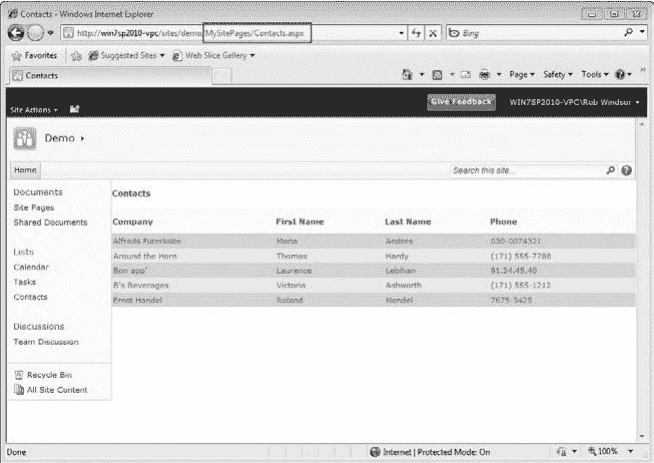 Contacts - Windows Internet Explorer
http://win7sp2010-vpc/sites/demo/MySitePages/Contacts.aspx
Bing
Favorites Suggested Sites Web Slice Gallery
Contacts
Page Safety Tools
Site Actions
Give Feedback
WIN7SP2010-VPC\Rob Windsor
Demo
Home
Search this site...
Documents
Site Pages
Shared Documents
Lists
Calendar
Tasks
Contacts
Discussions
Team Discussion
Recycle Bin
All Site Content
Contacts
Company First Name Last Name Phone
Alfreds Futterkiste Maria Anders 030-0074321
Around the Horn Thomas Hardy (171) 555-7788
Bon app' Laurence Lebihan 91.24.45.40
B's Beverages Victoria Ashworth (171) 555-1212
Ernst Handel Roland Mendel 7675-3425
Done
Internet | Protected Mode: On
100%